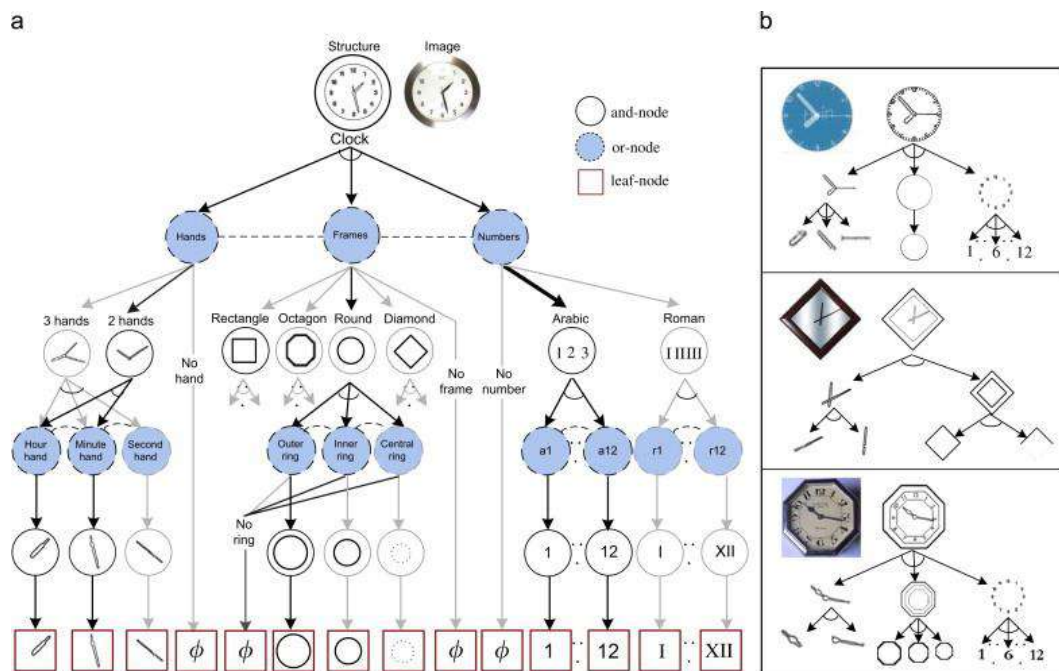 a
b
Structure
Image
Clock
and-node
or-node
leaf-node
Hands
Frames
Numbers
3 hands
2 hands
Rectangle
Octagon
Round
Diamond
Arabic
Roman
1 2 3
I II III
No
hand
No
frame
No
number
Hour
hand
Minute
hand
Second
hand
Outer
ring
Inner
ring
Central
ring
a1
a12
r1
r12
No
ring
1
12
I
XII
ϕ
ϕ
ϕ
ϕ
1
12
I
XII
1 6 12
1 6 12